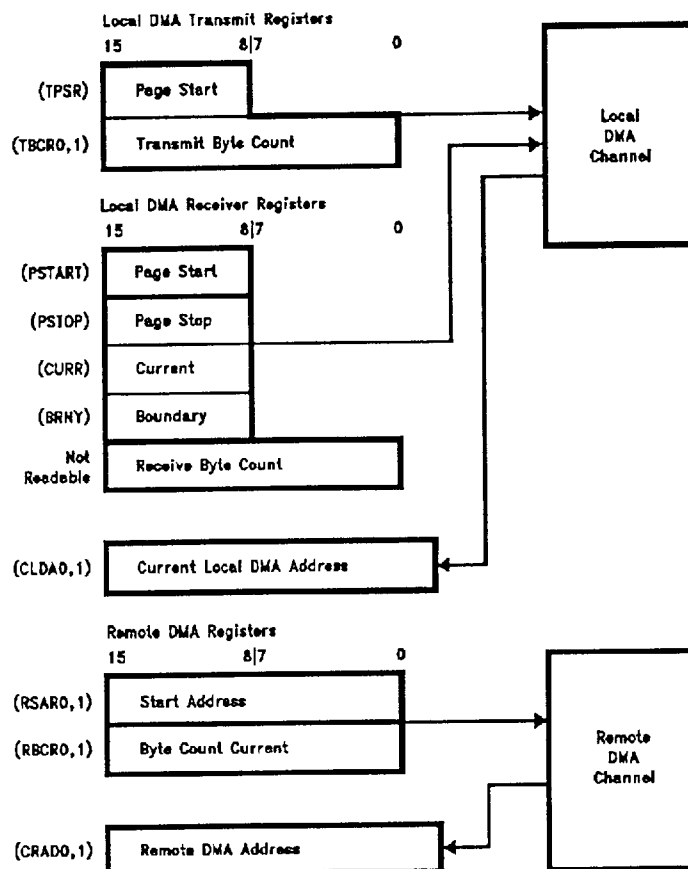 Local DMA Transmit Registers
15 8|7 0
(TPSR) Page Start
(TBCR0,1) Transmit Byte Count
Local
DMA
Channel
Local DMA Receiver Registers
15 8|7 0
(PSTART) Page Start
(PSTOP) Page Stop
(CURR) Current
(BRNY) Boundary
Not
Readable
Receive Byte Count
(CLDA0,1) Current Local DMA Address
Remote DMA Registers
15 8|7 0
(RSAR0,1) Start Address
(RBCR0,1) Byte Count Current
Remote
DMA
Channel
(CRAD0,1) Remote DMA Address